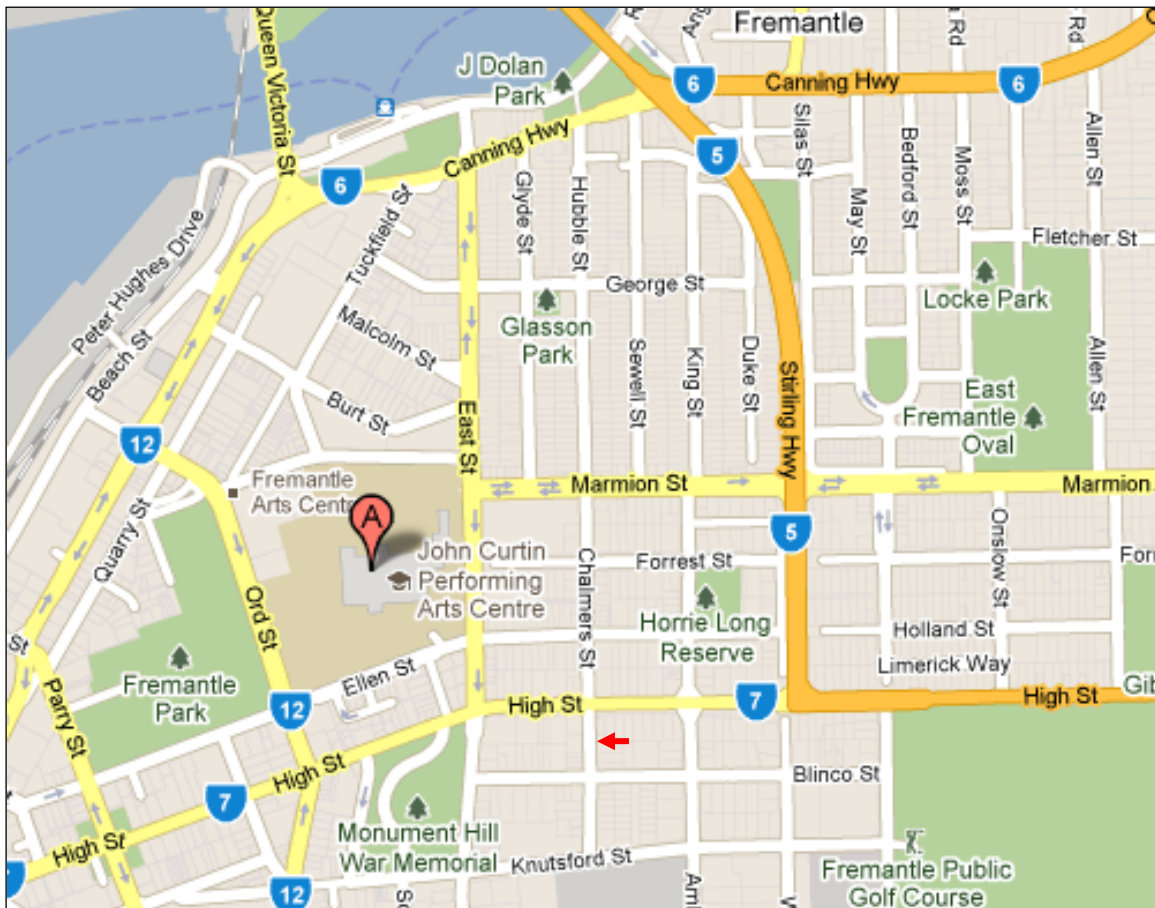 Queen Victoria St
Fremantle
J Dolan
Park
6
Canning Hwy
6
Canning Hwy
5
6
Silas St
Bedford St
Moss St
Allen St
May St
Glyde St
Hubble St
Fletcher St
Peter Hughes Drive
Tuckfield St
George St
Locke Park
Glasson
Park
Malcolm St
Beach St
Sewell St
King St
Duke St
Stirling Hwy
Allen St
Burt St
East St
East
Fremantle
Oval
12
Fremantle
Arts Centre
Marmion St
Marmion
A
Quarry St
5
Onslow St
John Curtin
Performing
Arts Centre
Chalmers St
Forrest St
Ord St
Horrie Long
Reserve
Holland St
Limerick Way
St
Ellen St
Fremantle
Park
Parry St
12
High St
7
High St
High St
7
Blinco St
Monument Hill
War Memorial
Knutsford St
High St
12
Fremantle Public
Golf Course